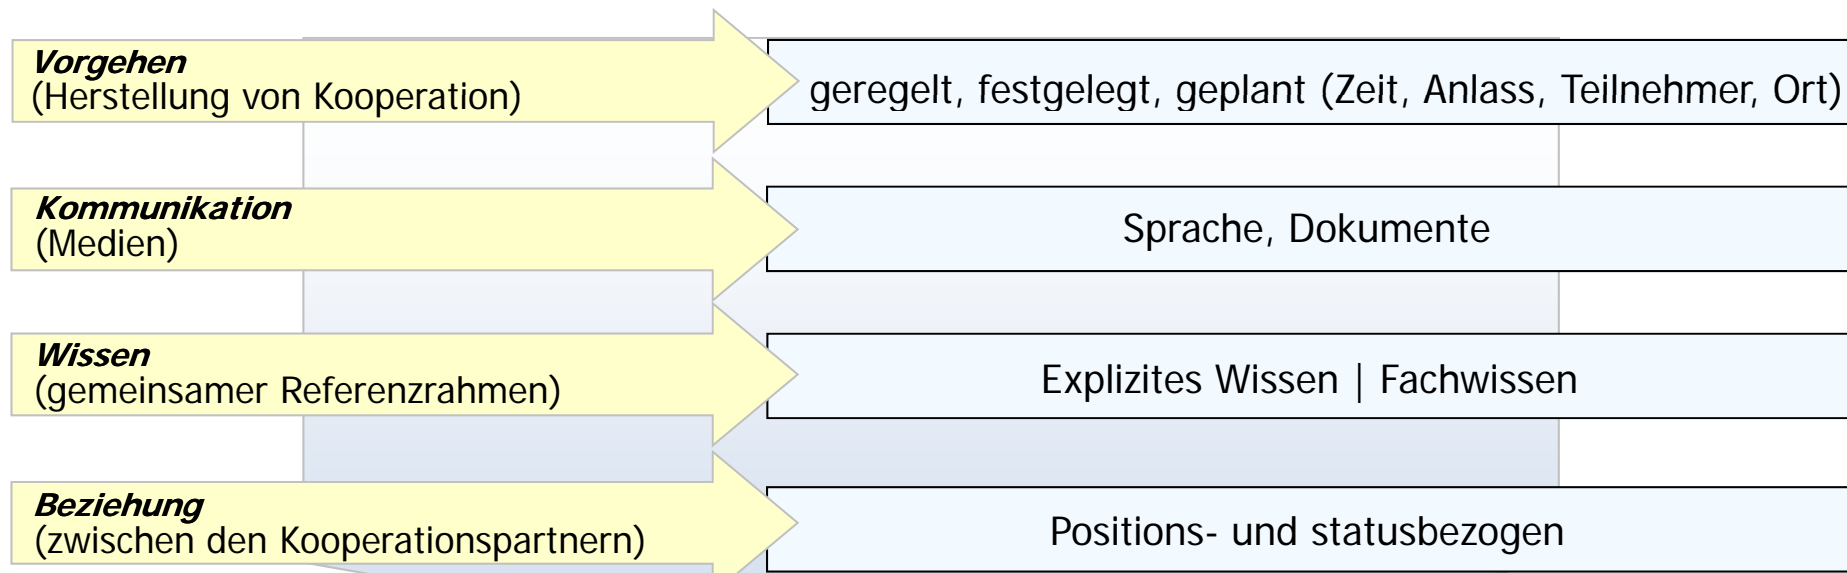 Vorgehen
(Herstellung von Kooperation)
geregelt, festgelegt, geplant (Zeit, Anlass, Teilnehmer, Ort)
Kommunikation
(Medien)
Sprache, Dokumente
Wissen
(gemeinsamer Referenzrahmen)
Explizites Wissen | Fachwissen
Beziehung
(zwischen den Kooperationspartnern)
Positions- und statusbezogen